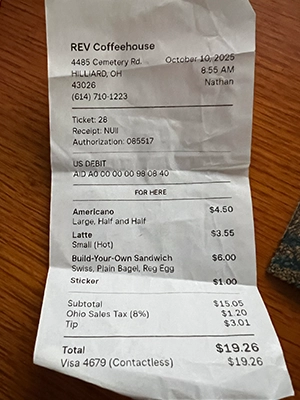 REV Coffeehouse
4485 Cemetery Rd. October 10, 2025
HILLIARD, OH 8:55 AM
43026 Nathan
(614) 710-1223
Ticket: 28
Receipt: NUII
Authorization: 085517
US DEBIT
AID A0 00 00 00 98 08 40
FOR HERE
Americano $4.50
Large, Half and Half
Latte $3.55
Small (Hot)
Build-Your-Own Sandwich $6.00
Swiss, Plain Bagel, Reg Egg
Sticker $1.00
Subtotal $15.05
Ohio Sales Tax (8%) $1.20
Tip $3.01
Total $19.26
Visa 4679 (Contactless) $19.26